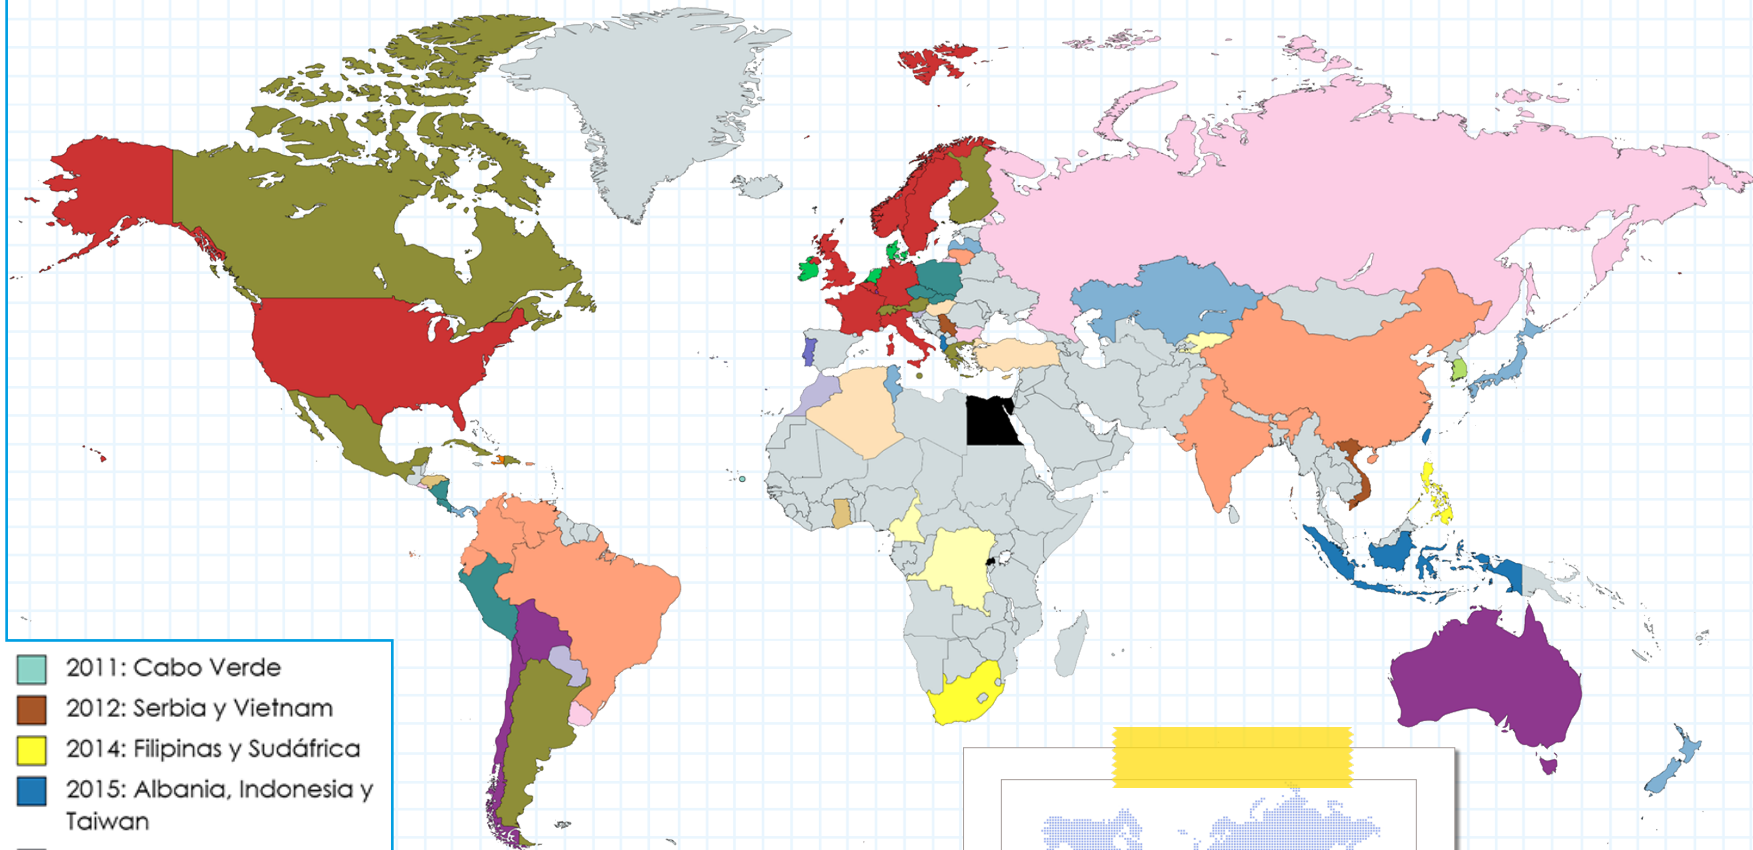 2011: Cabo Verde
2012: Serbia y Vietnam
2014: Filipinas y Sudáfrica
2015: Albania, Indonesia y
Taiwan